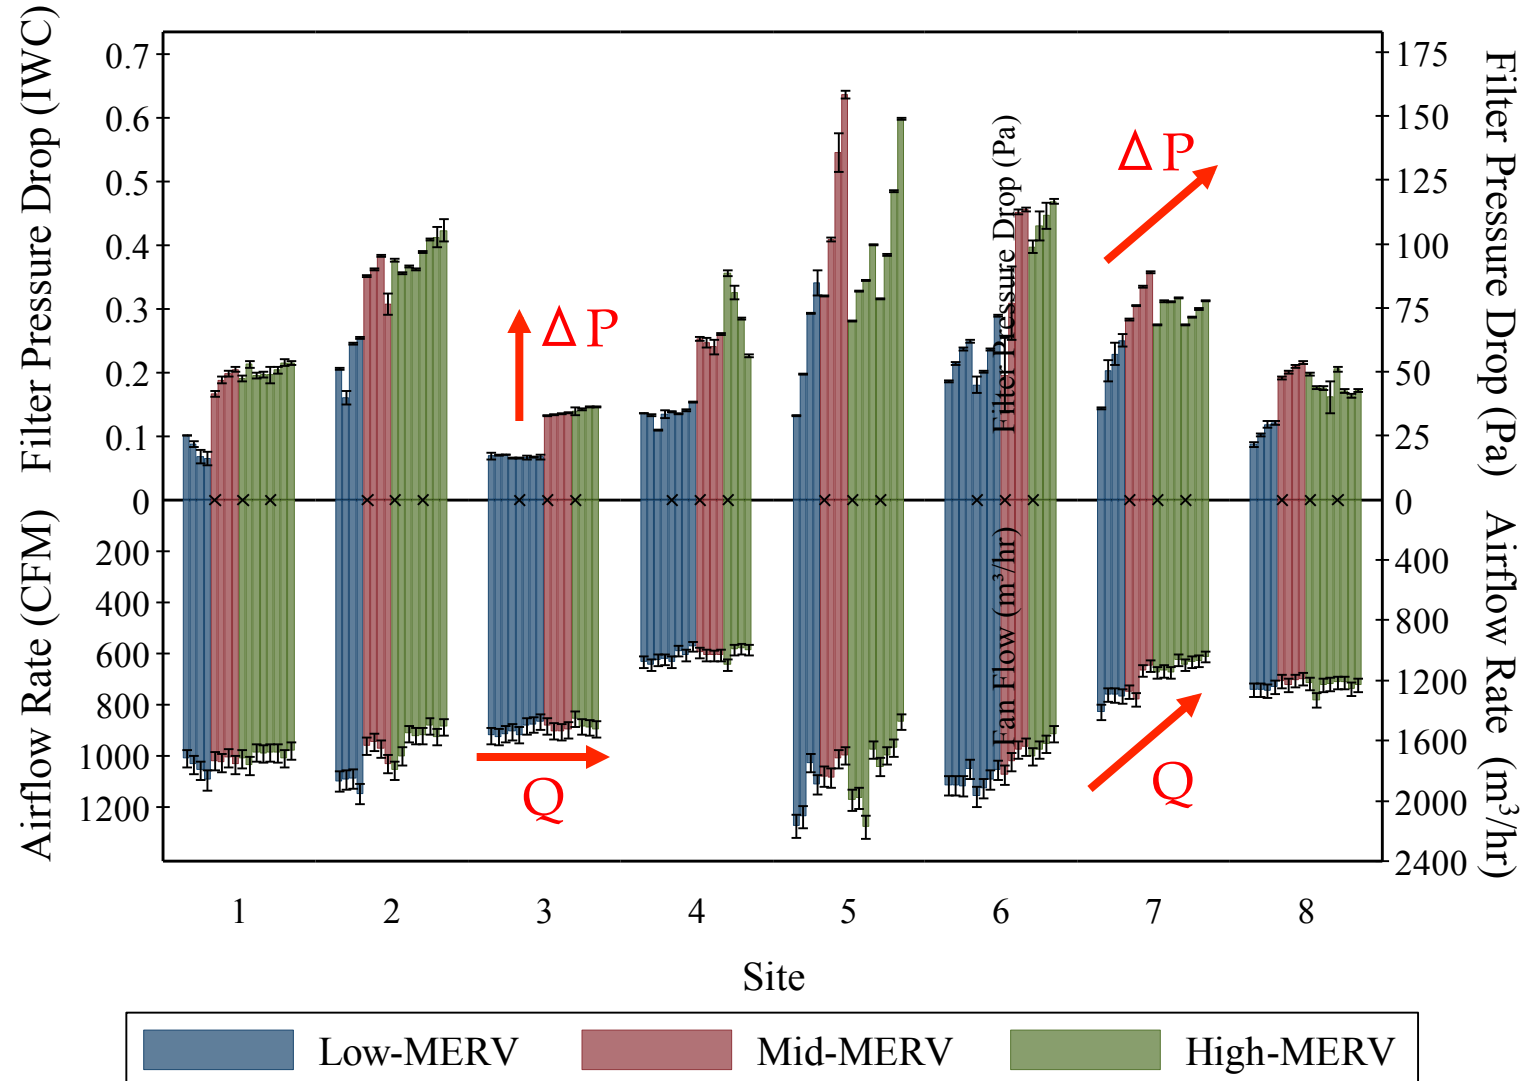 Filter Pressure Drop (IWC)
Airflow Rate (CFM)
0.7
0.6
0.5
0.4
0.3
0.2
0.1
0
200
400
600
800
1000
1200
Δ P
Q
Filter Pressure Drop (Pa)
Fan Flow (m³/hr)
Δ P
Q
175
150
125
100
75
50
25
0
400
800
1200
1600
2000
2400
Filter Pressure Drop (Pa)
Airflow Rate (m³/hr)
1 2 3 4 5 6 7 8
Site
Low-MERV Mid-MERV High-MERV